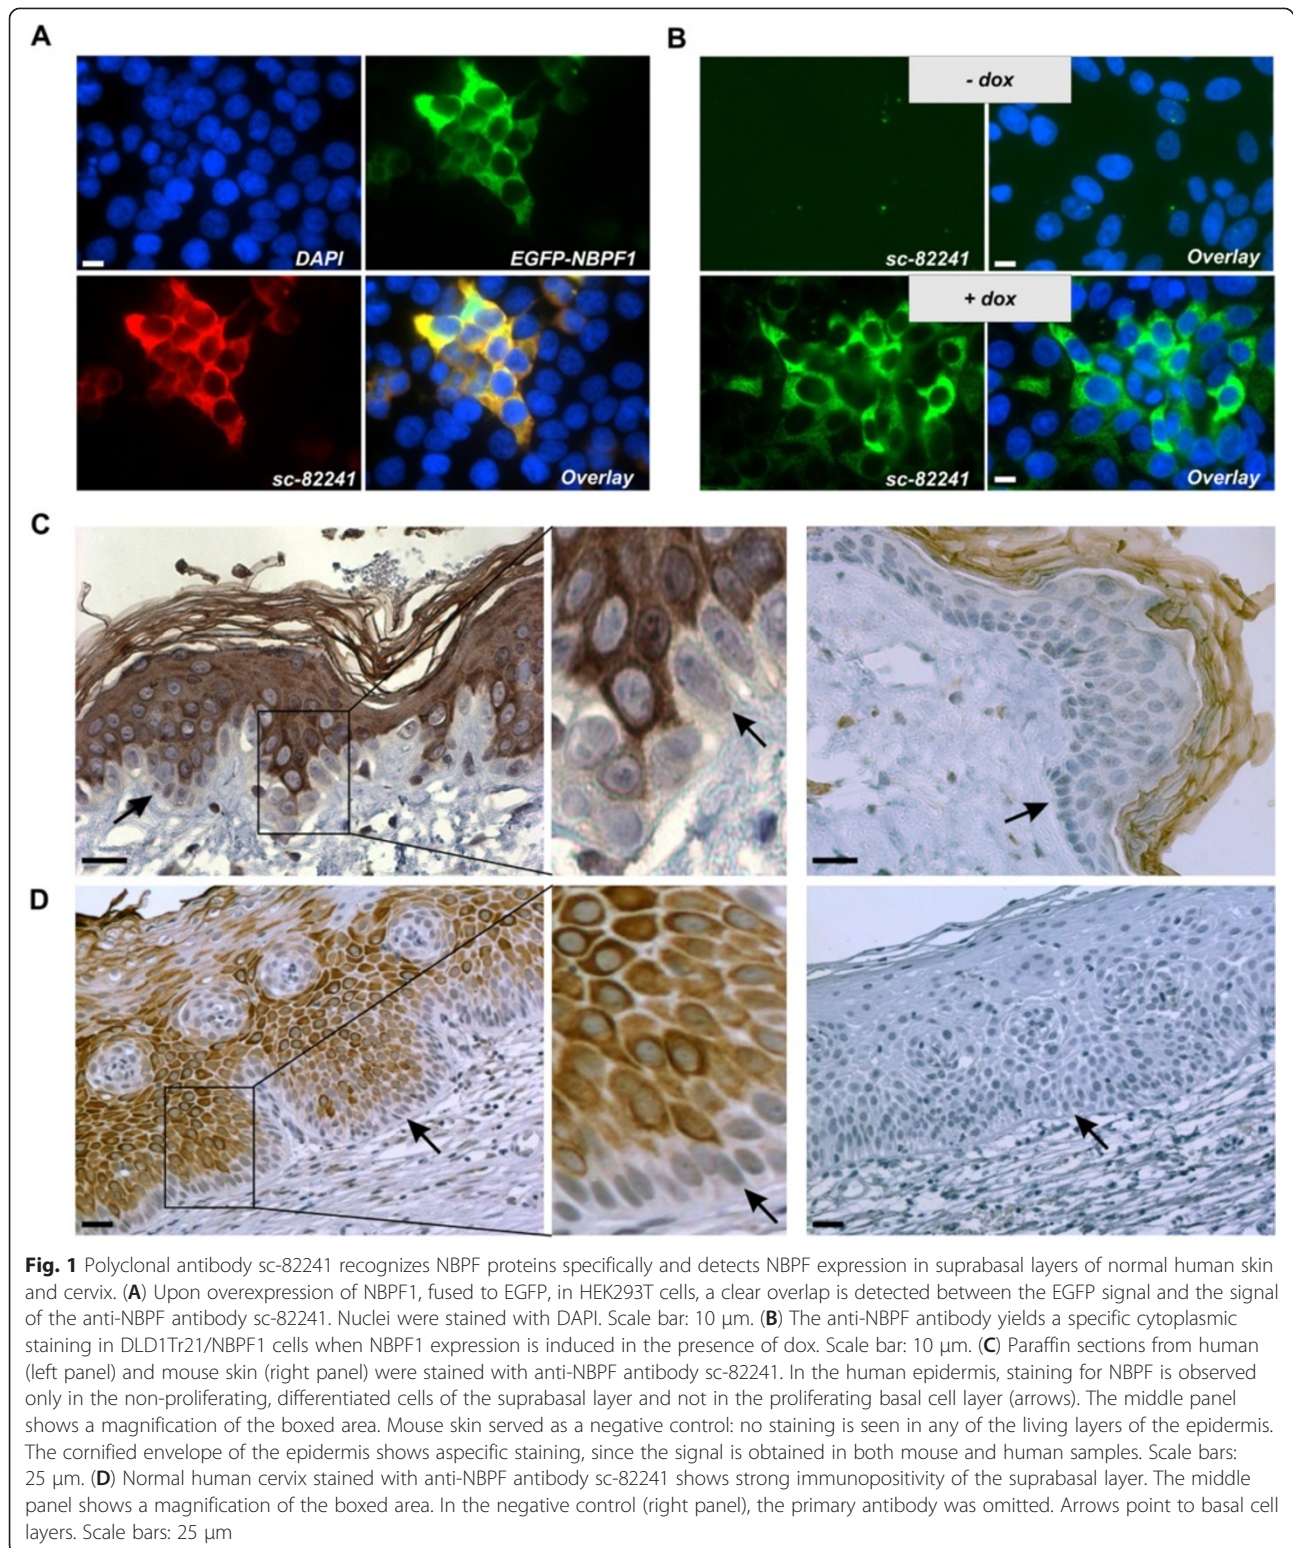 A
B
- dox
DAPI
EGFP-NBPF1
sc-82241
Overlay
+ dox
sc-82241
Overlay
sc-82241
Overlay
C
D
Fig. 1 Polyclonal antibody sc-82241 recognizes NBPF proteins specifically and detects NBPF expression in suprabasal layers of normal human skin
and cervix. (A) Upon overexpression of NBPF1, fused to EGFP, in HEK293T cells, a clear overlap is detected between the EGFP signal and the signal
of the anti-NBPF antibody sc-82241. Nuclei were stained with DAPI. Scale bar: 10 μm. (B) The anti-NBPF antibody yields a specific cytoplasmic
staining in DLD1Tr21/NBPF1 cells when NBPF1 expression is induced in the presence of dox. Scale bar: 10 μm. (C) Paraffin sections from human
(left panel) and mouse skin (right panel) were stained with anti-NBPF antibody sc-82241. In the human epidermis, staining for NBPF is observed
only in the non-proliferating, differentiated cells of the suprabasal layer and not in the proliferating basal cell layer (arrows). The middle panel
shows a magnification of the boxed area. Mouse skin served as a negative control: no staining is seen in any of the living layers of the epidermis.
The cornified envelope of the epidermis shows aspecific staining, since the signal is obtained in both mouse and human samples. Scale bars:
25 μm. (D) Normal human cervix stained with anti-NBPF antibody sc-82241 shows strong immunopositivity of the suprabasal layer. The middle
panel shows a magnification of the boxed area. In the negative control (right panel), the primary antibody was omitted. Arrows point to basal cell
layers. Scale bars: 25 μm